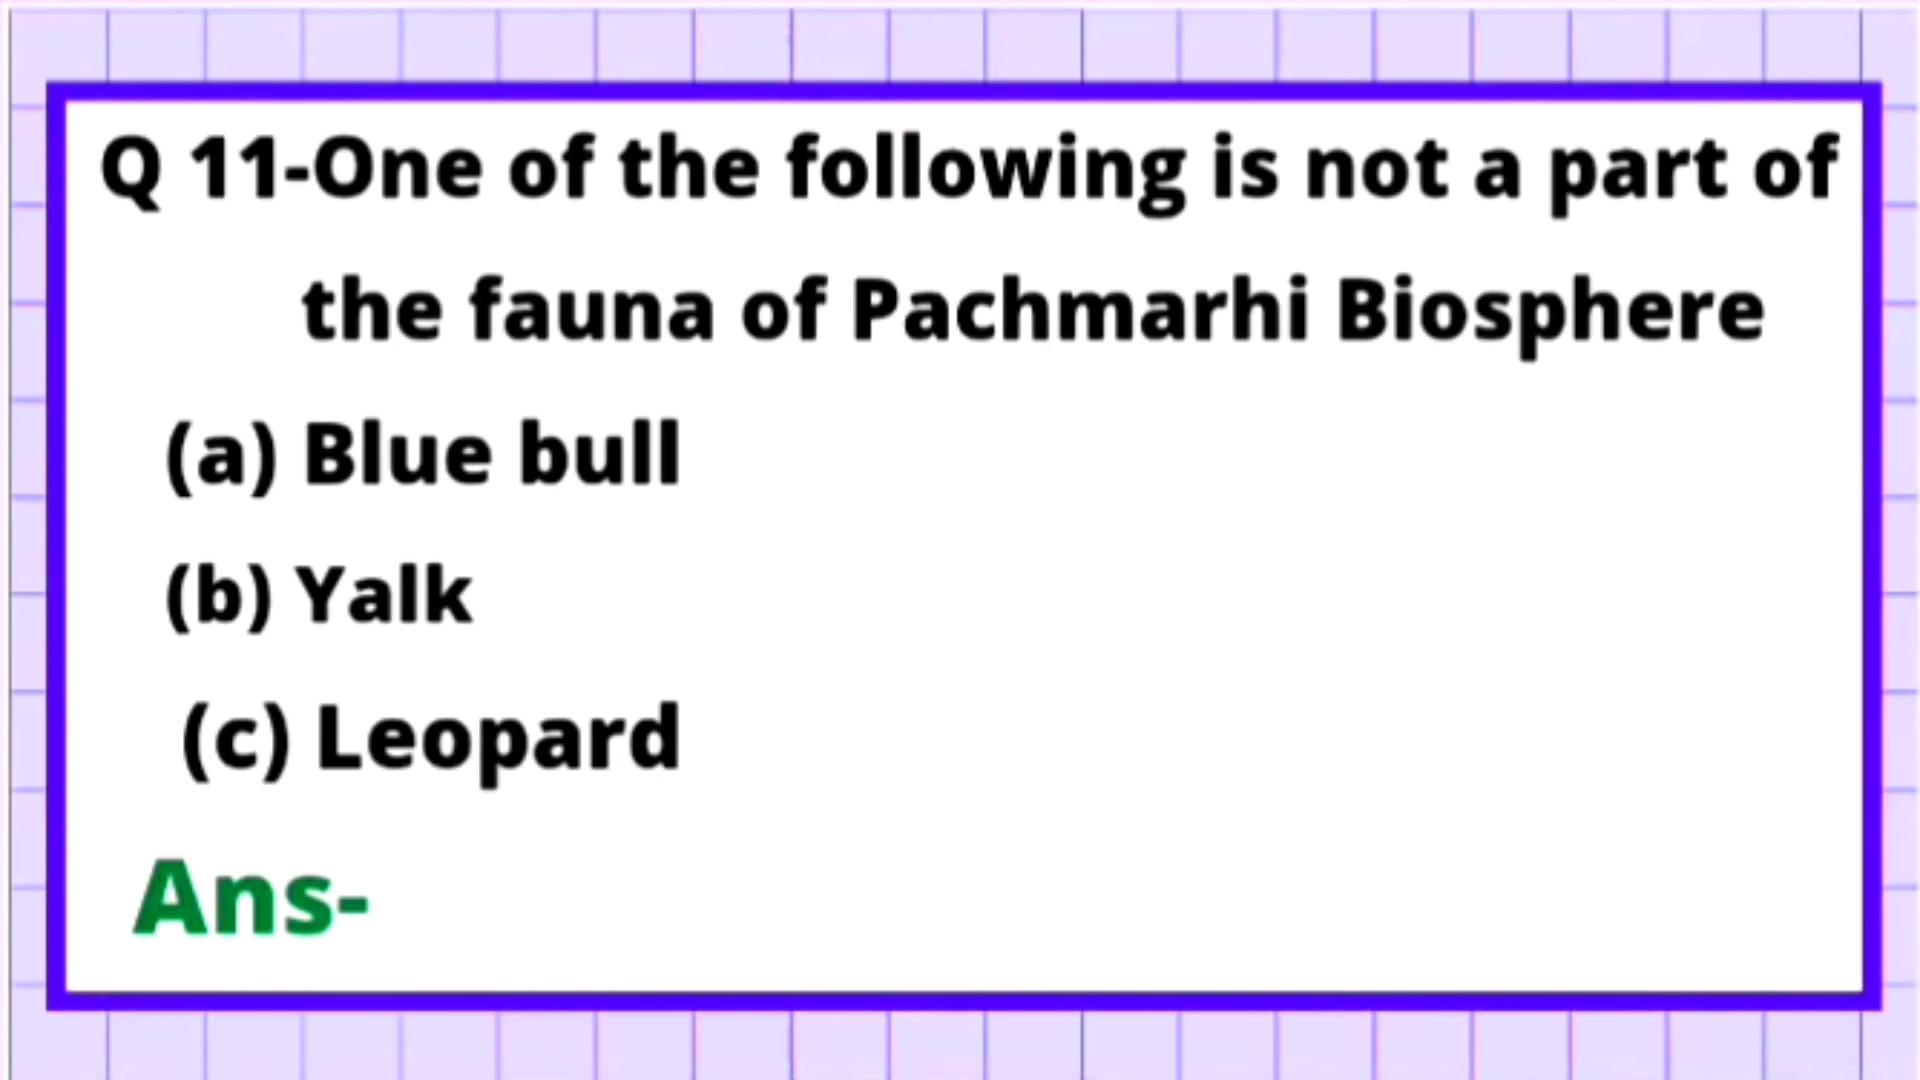 Q 11-One of the following is not a part of
the fauna of Pachmarhi Biosphere
(a) Blue bull
(b) Yalk
(c) Leopard
Ans-